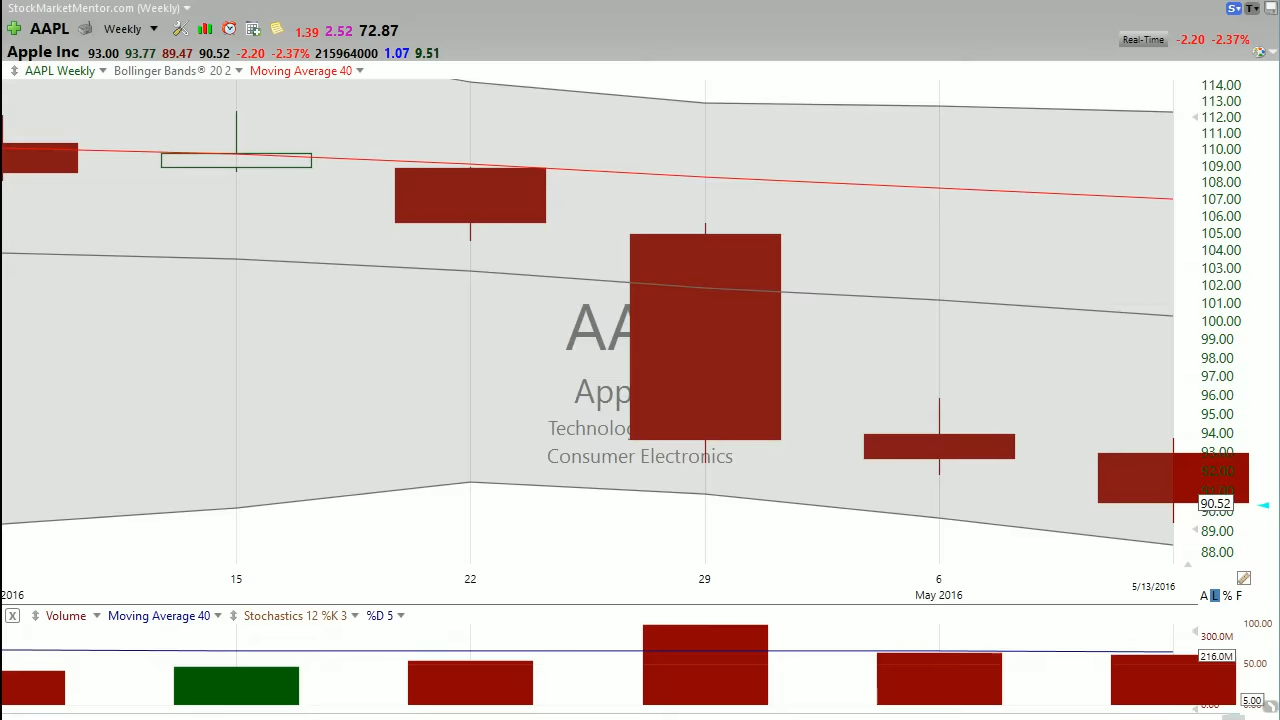 StockMarketMentor.com (Weekly)
AAPL Weekly 1.39 2.52 72.87
Apple Inc 93.00 93.77 89.47 90.52 -2.20 -2.37% 215964000 1.07 9.51
Real-Time -2.20 -2.37%
S T
AAPL Weekly Bollinger Bands® 20 2 Moving Average 40
114.00
113.00
112.00
111.00
110.00
109.00
108.00
107.00
106.00
105.00
104.00
103.00
102.00
101.00
100.00
99.00
98.00
97.00
96.00
95.00
94.00
93.00
92.00
90.52
90.00
89.00
88.00
App
Technolo
Consumer Electronics
15 22 29 6 5/13/2016
2016 May 2016
A L % F
X Volume Moving Average 40 Stochastics 12 %K 3 %D 5
100.00
300.0M
216.0M
50.00
5.00